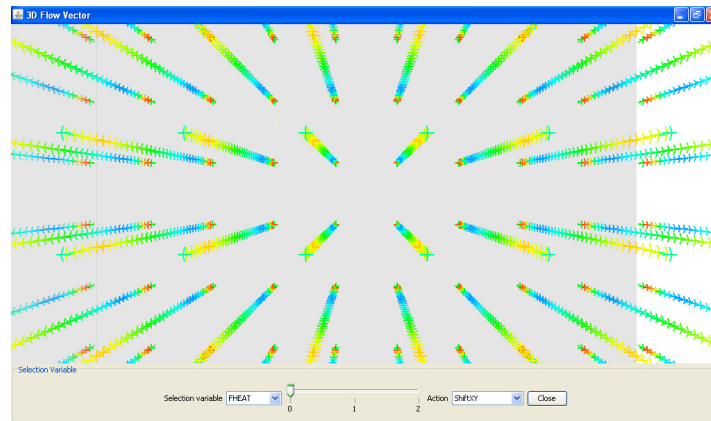 3D Flow Vector
Selection Variable
Selection variable FHEAT Action ShiftXY Close
0 1 2